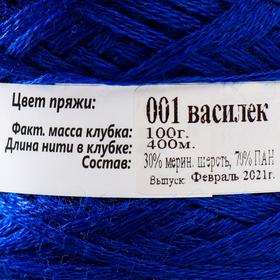 Цвет пряжи: 001 василек
Факт. масса клубка: 100г.
Длина нити в клубке: 400м.
Состав: 30% мерин. шерсть, 70% ПАН
Выпуск: Февраль 2021г.